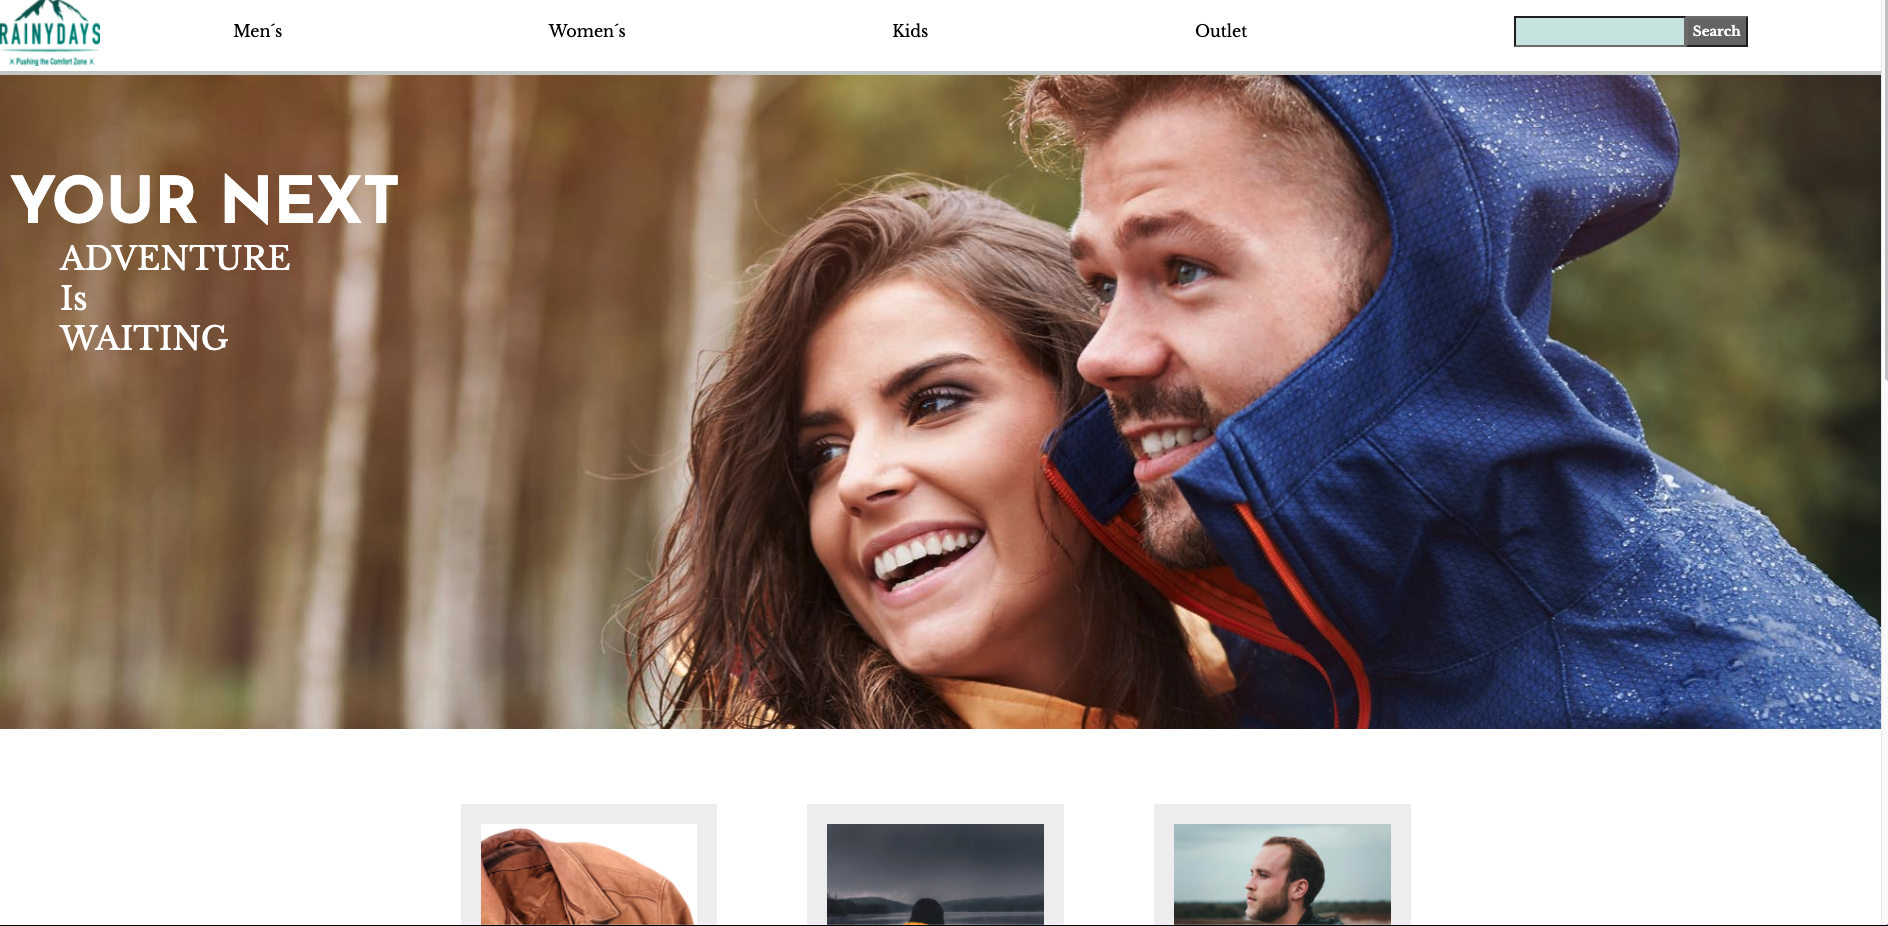 RAINYDAYS
X Pushing the Comfort Zone X
Men´s
Women´s
Kids
Outlet
Search
YOUR NEXT
ADVENTURE
Is
WAITING